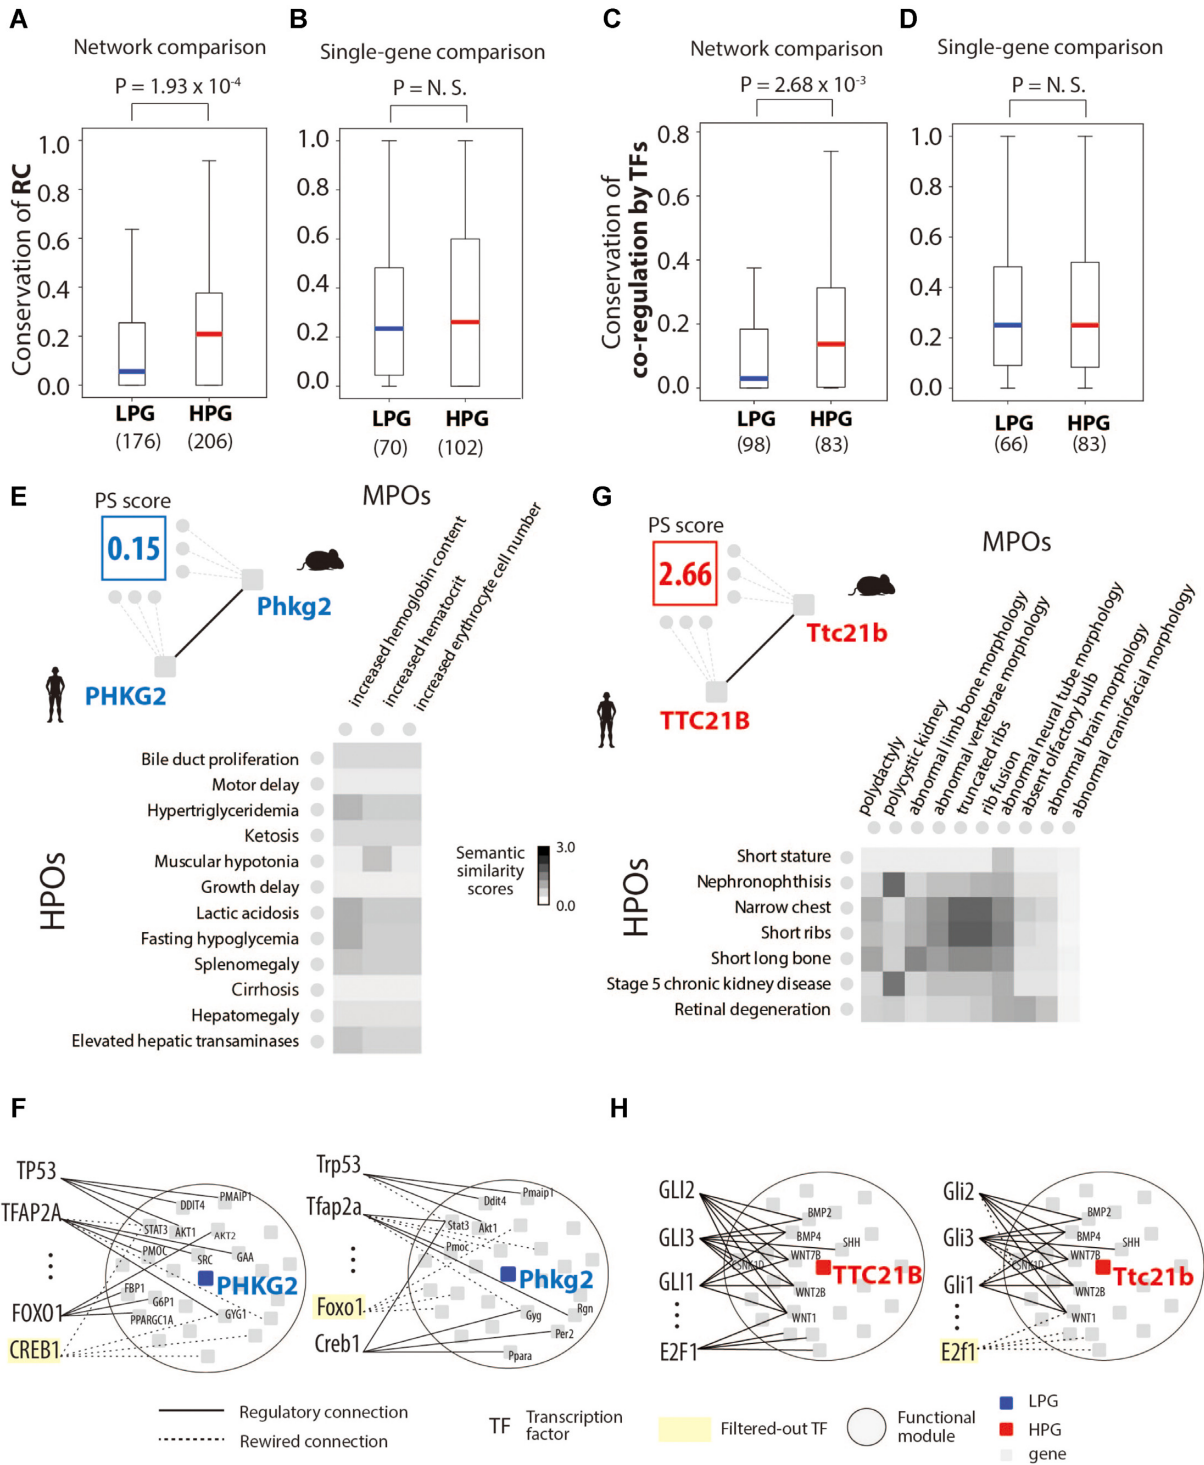 A
Network comparison
P = 1.93 x 10-4
Conservation of RC
1.0
0.8
0.6
0.4
0.2
0.0
LPG
(176)
HPG
(206)
B
Single-gene comparison
P = N. S.
1.0
0.8
0.6
0.4
0.2
0.0
LPG
(70)
HPG
(102)
C
Network comparison
P = 2.68 x 10-3
Conservation of
co-regulation by TFs
0.8
0.6
0.4
0.2
0.0
LPG
(98)
HPG
(83)
D
Single-gene comparison
P = N. S.
1.0
0.8
0.6
0.4
0.2
0.0
LPG
(66)
HPG
(83)
E
PS score
0.15
Phkg2
PHKG2
MPOs
increased hemoglobin content
increased hematocrit
increased erythrocyte cell number
HPOs
Bile duct proliferation
Motor delay
Hypertriglyceridemia
Ketosis
Muscular hypotonia
Growth delay
Lactic acidosis
Fasting hypoglycemia
Splenomegaly
Cirrhosis
Hepatomegaly
Elevated hepatic transaminases
Semantic
similarity
scores
3.0
0.0
G
PS score
2.66
Ttc21b
TTC21B
MPOs
polydactyly
polycystic kidney
abnormal limb bone morphology
abnormal vertebrae morphology
truncated ribs
rib fusion
abnormal neural tube morphology
absent olfactory bulb
abnormal brain morphology
abnormal craniofacial morphology
HPOs
Short stature
Nephronophthisis
Narrow chest
Short ribs
Short long bone
Stage 5 chronic kidney disease
Retinal degeneration
F
TP53
TFAP2A
FOXO1
CREB1
PMAIP1
DDIT4
STAT3
AKT1
AKT2
PMOC
SRC
GAA
PHKG2
FBP1
G6P1
PPARGC1A
GYG1
Trp53
Tfap2a
Foxo1
Creb1
Pmaip1
Ddit4
Stat3
Akt1
Pmoc
Phkg2
Gyg
Rgn
Per2
Ppara
H
GLI2
GLI3
GLI1
E2F1
BMP2
BMP4
SHH
WNT7B
CSNK1D
TTC21B
WNT2B
WNT1
Gli2
Gli3
Gli1
E2f1
BMP2
BMP4
SHH
WNT7B
CSNK1D
Ttc21b
WNT2B
WNT1
Regulatory connection
Rewired connection
TF
Transcription
factor
Filtered-out TF
Functional
module
LPG
HPG
gene